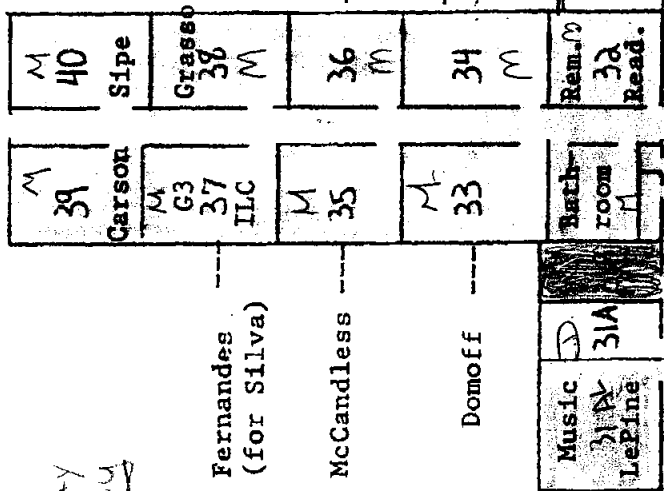 M
40
Sipe
Grasso
38
M
36
M
34
M
Rem. M
32
Read.
M
39
Carson
M
G3
37
ILC
M
35
M
33
Bath-
room
M
Fernandes
(for Silva)
McCandless
Domoff
D
31A
Music
LePine